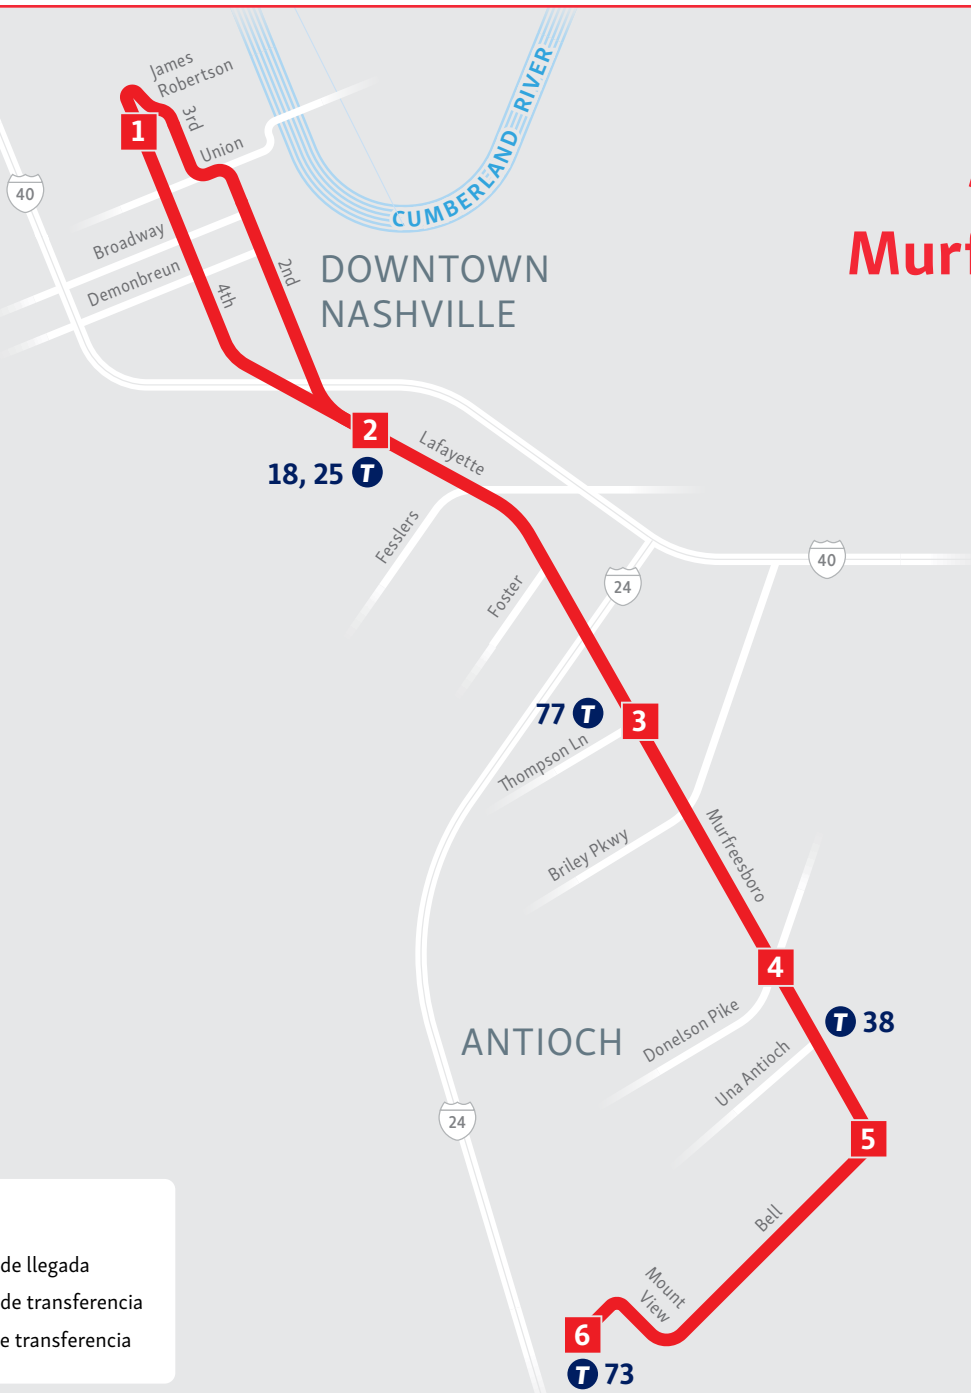 James
Robertson
3rd
1
Union
40
CUMBERLAND RIVER
Broadway
Demonbreun
4th
2nd
DOWNTOWN
NASHVILLE
2
Lafayette
18, 25 T
Fesslers
Foster
24
40
77 T
3
Thompson Ln
Briley Pkwy
Murfreesboro
4
T 38
ANTIOCH
Donelson Pike
Una Antioch
24
5
Bell
Mount
View
6
T 73
de llegada
de transferencia
e transferencia